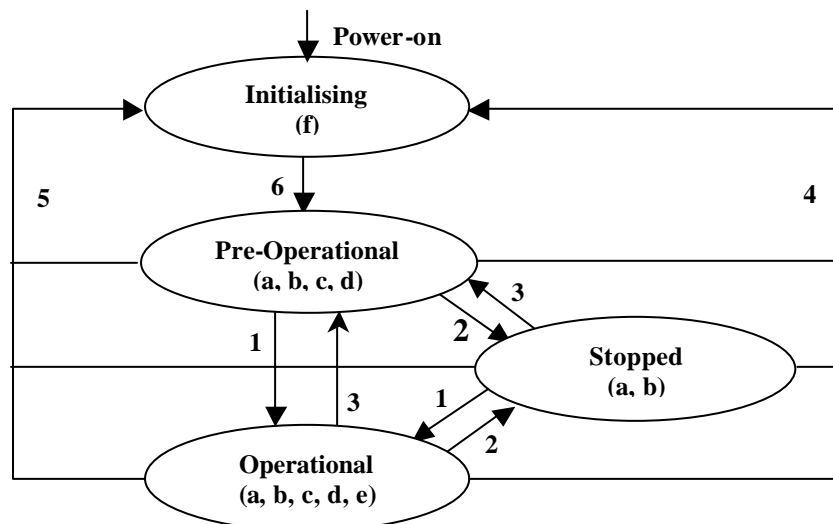 Power-on
Initialising
(f)
6
5
4
Pre-Operational
(a, b, c, d)
3
2
1
Stopped
(a, b)
1
3
2
Operational
(a, b, c, d, e)